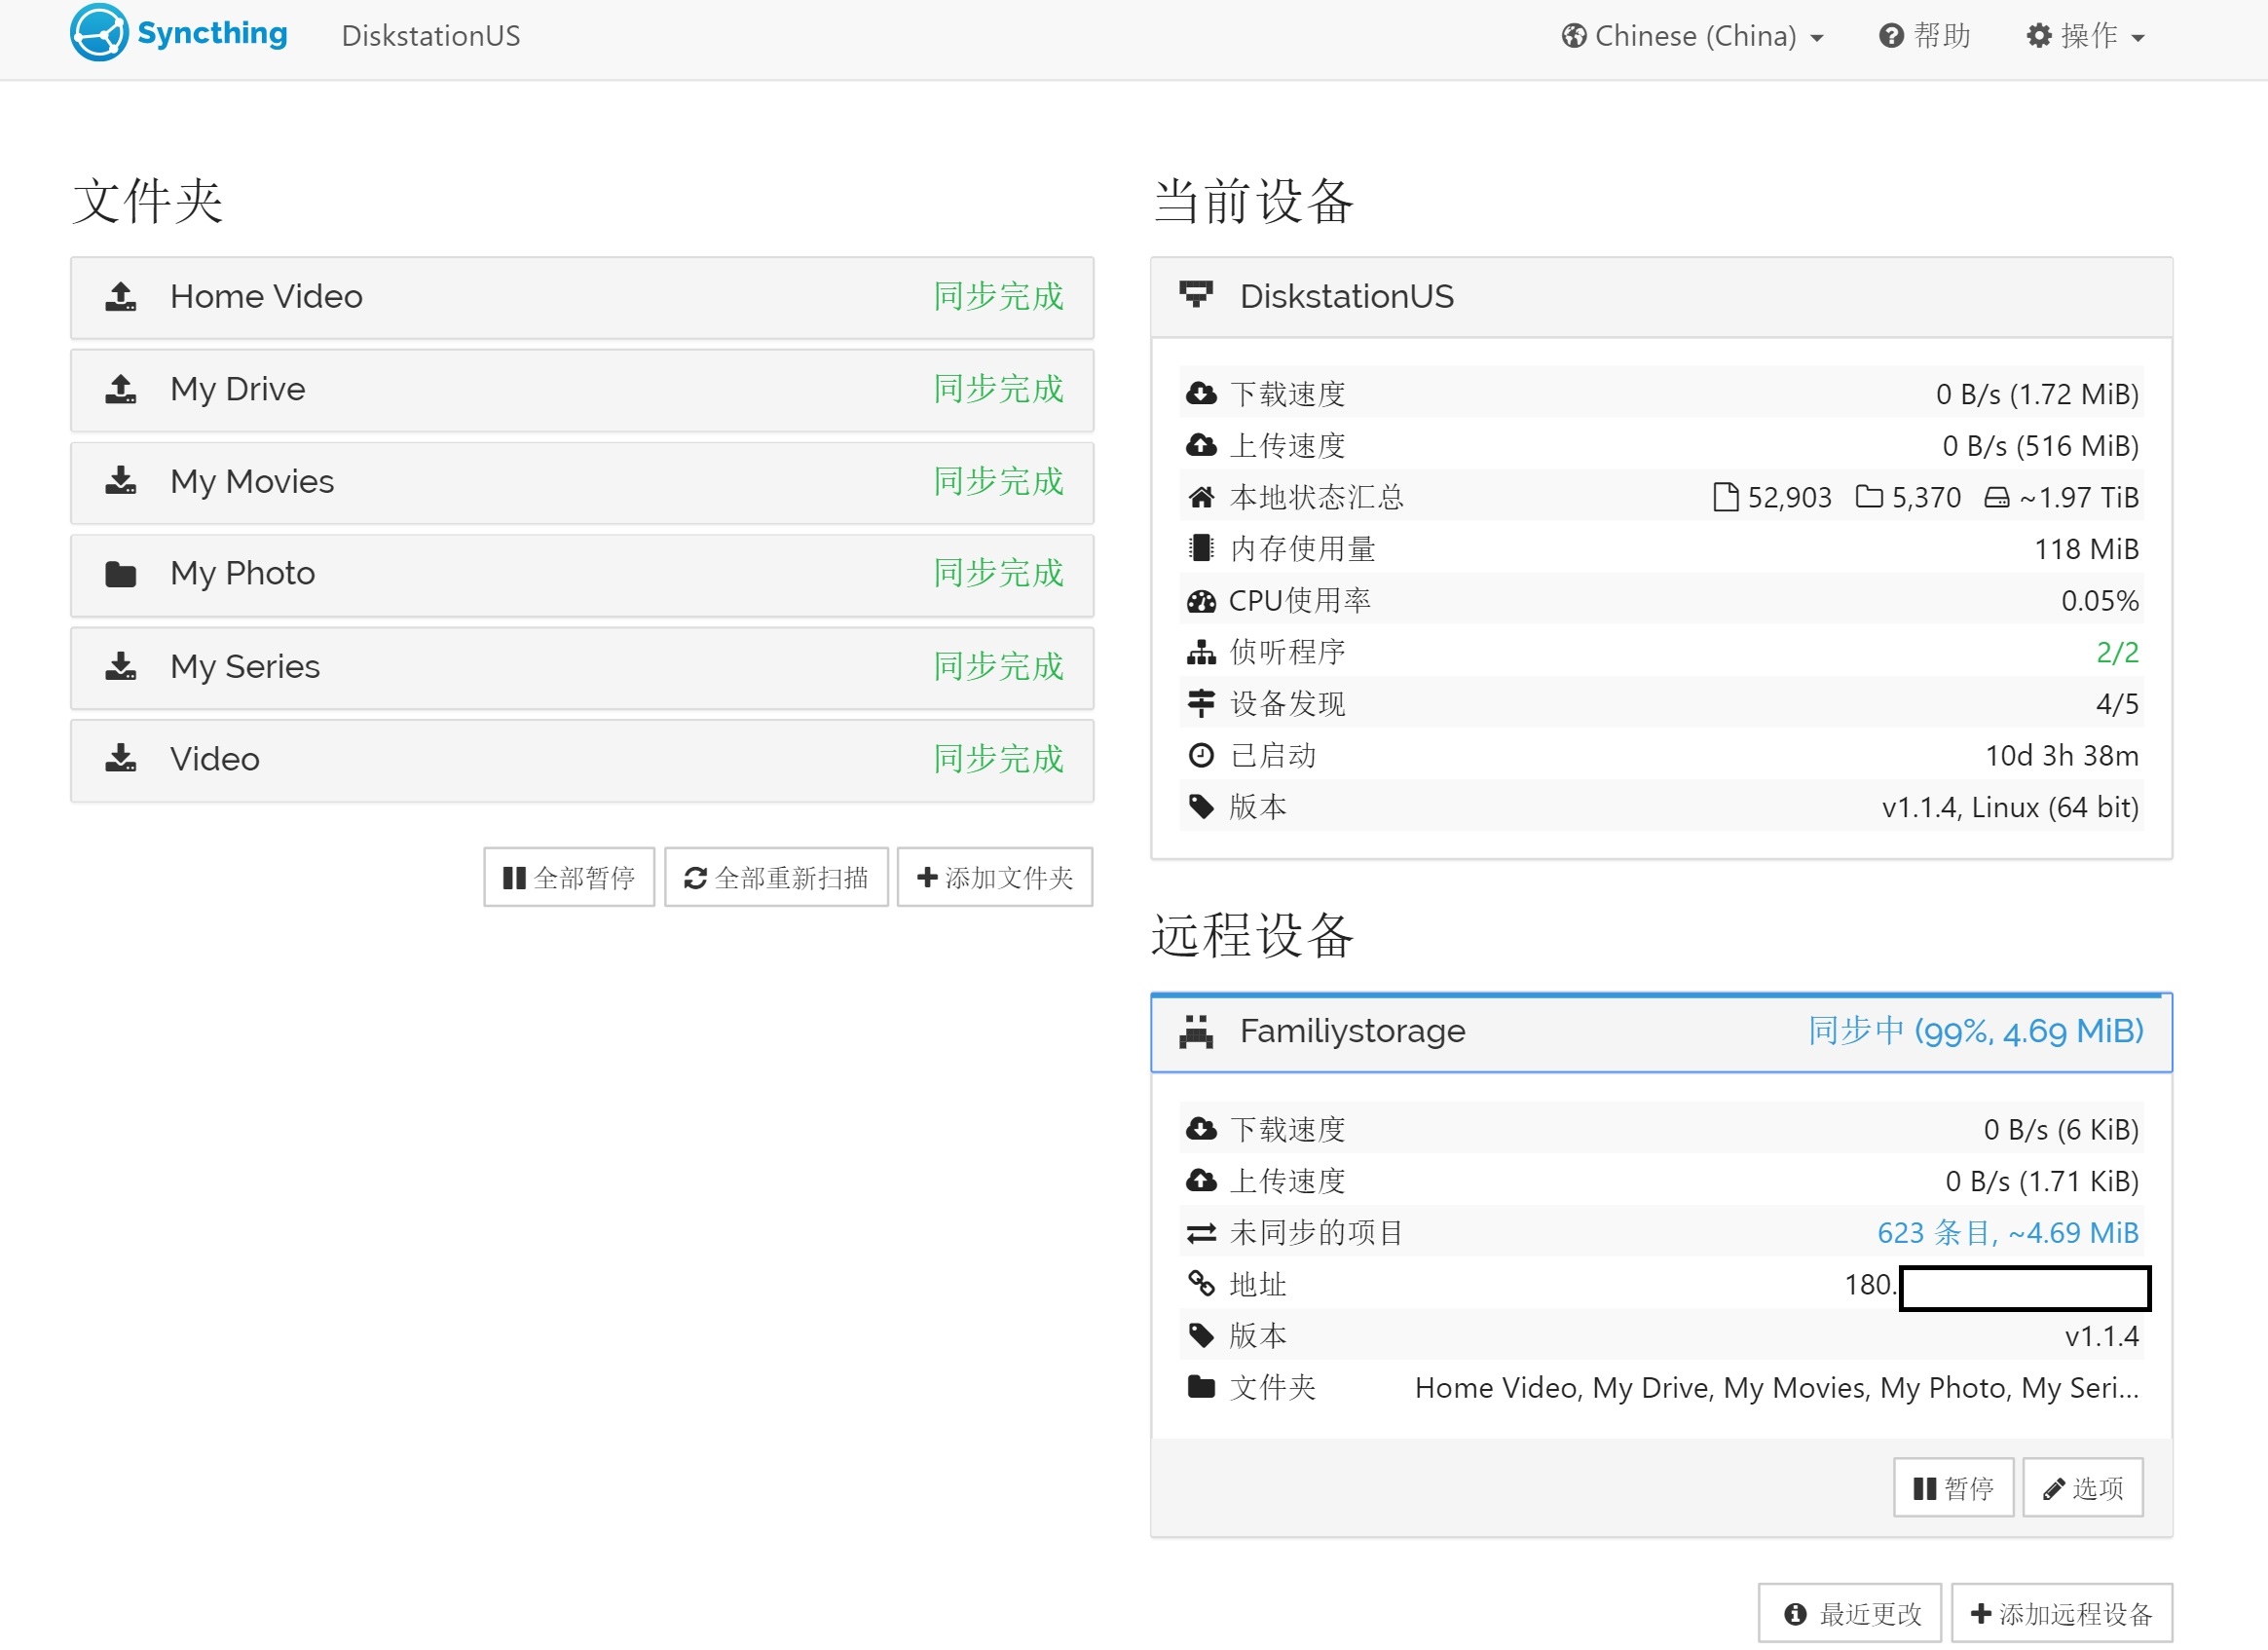 Syncthing DiskstationUS Chinese (China) 帮助 操作
文件夹
Home Video 同步完成
My Drive 同步完成
My Movies 同步完成
My Photo 同步完成
My Series 同步完成
Video 同步完成
全部暂停 全部重新扫描 添加文件夹
当前设备
DiskstationUS
下载速度 0 B/s (1.72 MiB)
上传速度 0 B/s (516 MiB)
本地状态汇总 52,903 5,370 ~1.97 TiB
内存使用量 118 MiB
CPU使用率 0.05%
侦听程序 2/2
设备发现 4/5
已启动 10d 3h 38m
版本 v1.1.4, Linux (64 bit)
远程设备
Familiystorage 同步中 (99%, 4.69 MiB)
下载速度 0 B/s (6 KiB)
上传速度 0 B/s (1.71 KiB)
未同步的项目 623 条目, ~4.69 MiB
地址 180.
版本 v1.1.4
文件夹 Home Video, My Drive, My Movies, My Photo, My Seri...
暂停 选项
最近更改 添加远程设备